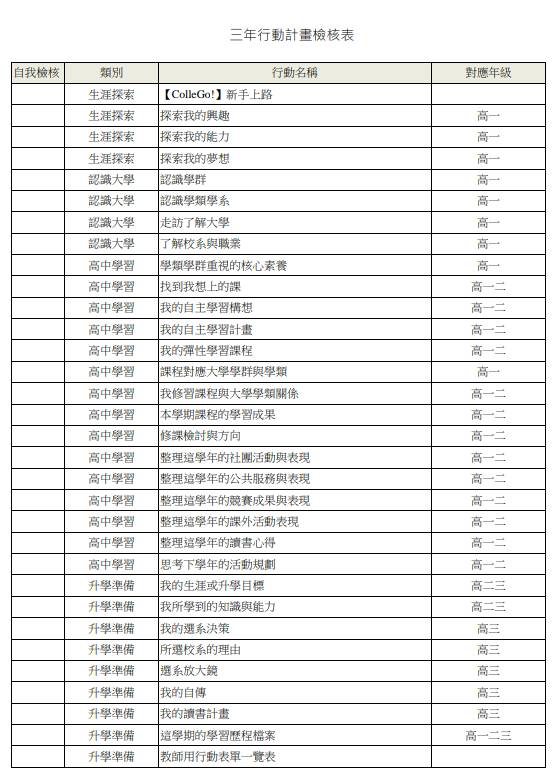 三年行動計畫檢核表
自我檢核 類別 行動名稱 對應年級
生涯探索 【ColleGo!】新手上路
生涯探索 探索我的興趣 高一
生涯探索 探索我的能力 高一
生涯探索 探索我的夢想 高一
認識大學 認識學群 高一
認識大學 認識學類學系 高一
認識大學 走訪了解大學 高一
認識大學 了解校系與職業 高一
高中學習 學類學群重視的核心素養 高一
高中學習 找到我想上的課 高一二
高中學習 我的自主學習構想 高一二
高中學習 我的自主學習計畫 高一二
高中學習 我的彈性學習課程 高一二
高中學習 課程對應大學學群與學類 高一
高中學習 我修習課程與大學學類關係 高一二
高中學習 本學期課程的學習成果 高一二
高中學習 修課檢討與方向 高一二
高中學習 整理這學年的社團活動與表現 高一二
高中學習 整理這學年的公共服務與表現 高一二
高中學習 整理這學年的競賽成果與表現 高一二
高中學習 整理這學年的課外活動表現 高一二
高中學習 整理這學年的讀書心得 高一二
高中學習 思考下學年的活動規劃 高一二
升學準備 我的生涯或升學目標 高二三
升學準備 我所學到的知識與能力 高二三
升學準備 我的選系決策 高三
升學準備 所選校系的理由 高三
升學準備 選系放大鏡 高三
升學準備 我的自傳 高三
升學準備 我的讀書計畫 高三
升學準備 這學期的學習歷程檔案 高一二三
升學準備 教師用行動表單一覽表